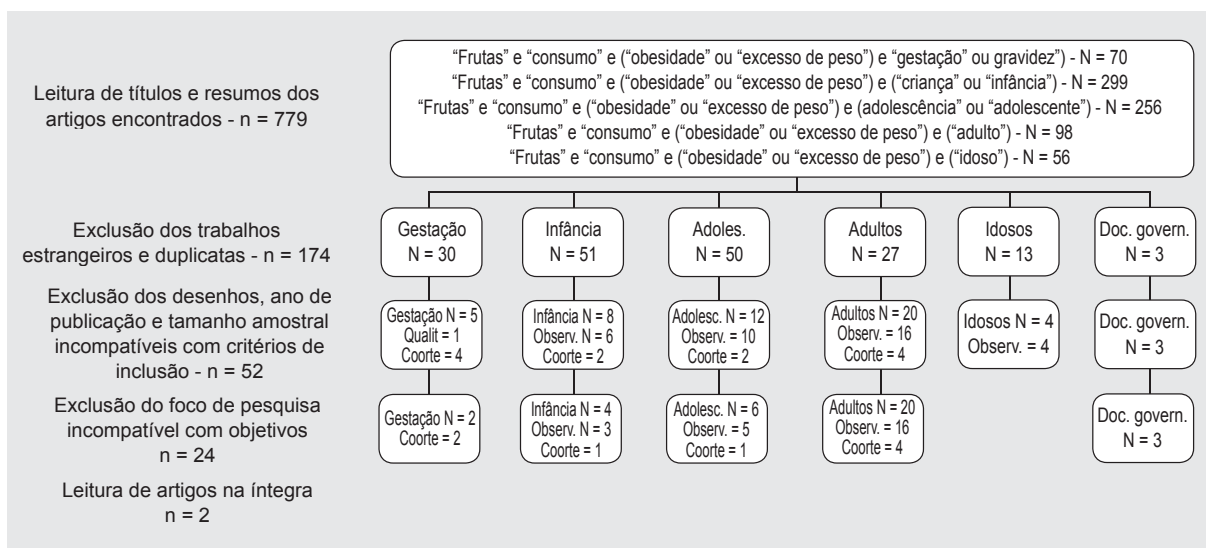 Leitura de títulos e resumos dos
artigos encontrados - n = 779
“Frutas” e “consumo” e (“obesidade” ou “excesso de peso”) e “gestação” ou gravidez”) - N = 70
“Frutas” e “consumo” e (“obesidade” ou “excesso de peso”) e (“criança” ou “infância”) - N = 299
“Frutas” e “consumo” e (“obesidade” ou “excesso de peso”) e (adolescência” ou “adolescente”) - N = 256
“Frutas” e “consumo” e (“obesidade” ou “excesso de peso”) e (“adulto”) - N = 98
“Frutas” e “consumo” e (“obesidade” ou “excesso de peso”) e (“idoso”) - N = 56
Exclusão dos trabalhos
estrangeiros e duplicatas - n = 174
Gestação
N = 30
Infância
N = 51
Adoles.
N = 50
Adultos
N = 27
Idosos
N = 13
Doc. govern.
N = 3
Exclusão dos desenhos, ano de
publicação e tamanho amostral
incompatíveis com critérios de
inclusão - n = 52
Gestação N = 5
Qualit = 1
Coorte = 4
Infância N = 8
Observ. N = 6
Coorte = 2
Adolesc. N = 12
Observ. = 10
Coorte = 2
Adultos N = 20
Observ. = 16
Coorte = 4
Idosos N = 4
Observ. = 4
Doc. govern.
N = 3
Exclusão do foco de pesquisa
incompatível com objetivos
n = 24
Gestação N = 2
Coorte = 2
Infância N = 4
Observ. N = 3
Coorte = 1
Adolesc. N = 6
Observ. = 5
Coorte = 1
Adultos N = 20
Observ. = 16
Coorte = 4
Doc. govern.
N = 3
Leitura de artigos na íntegra
n = 2